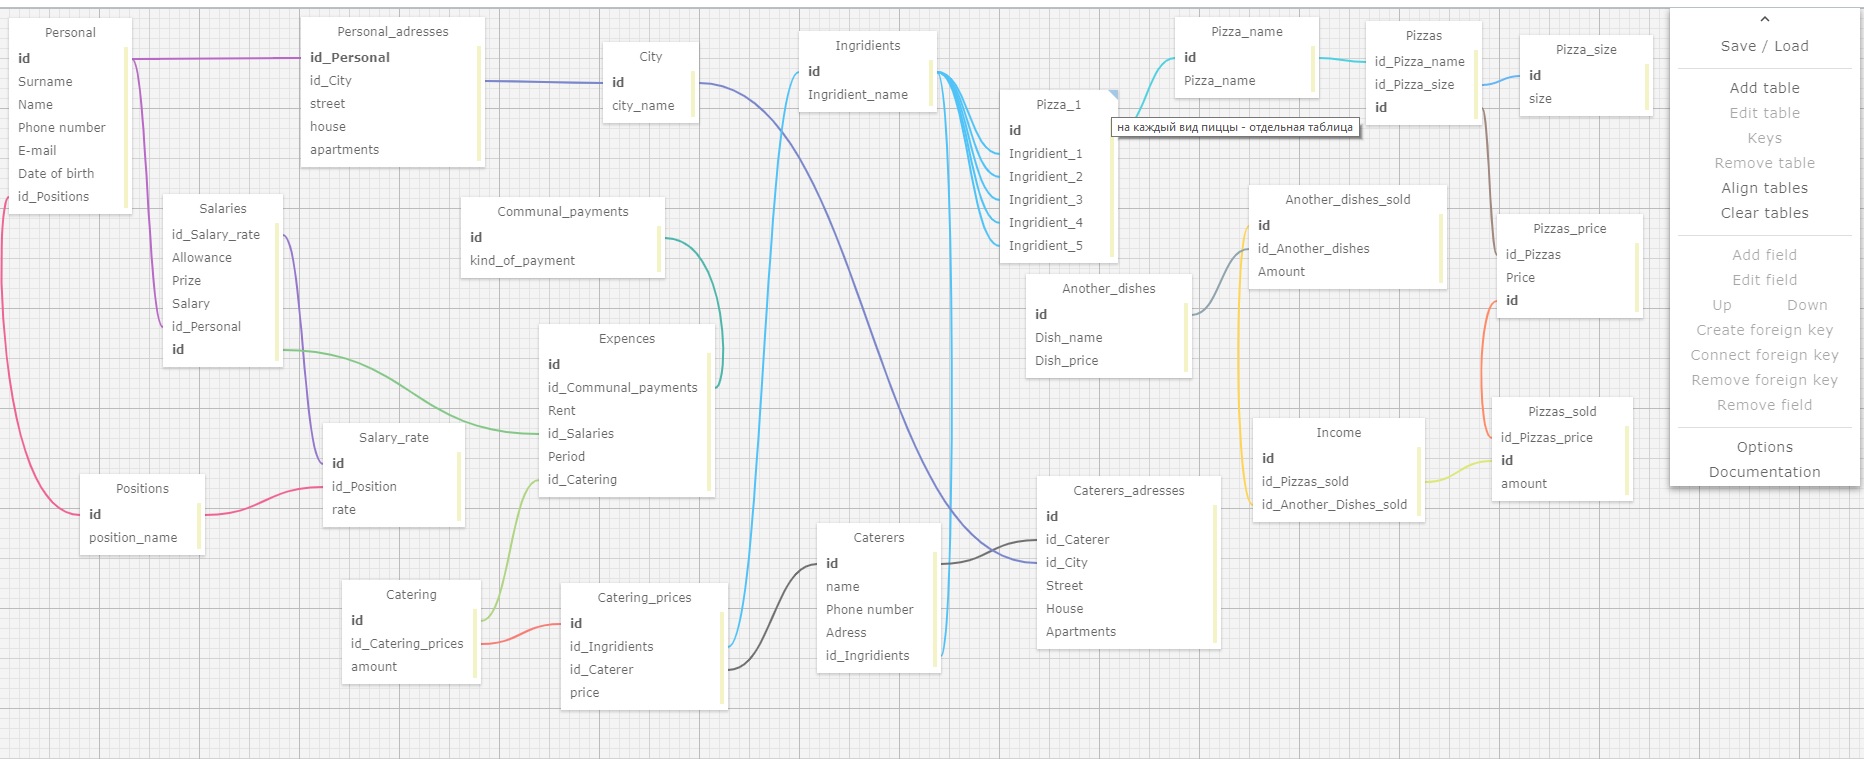 Personal
id
Surname
Name
Phone number
E-mail
Date of birth
id_Positions
Personal_adresses
id_Personal
id_City
street
house
apartments
City
id
city_name
Ingridients
id
Ingridient_name
Pizza_1
id
Ingridient_1
Ingridient_2
Ingridient_3
Ingridient_4
Ingridient_5
на каждый вид пиццы - отдельная таблица
Pizza_name
id
Pizza_name
Pizzas
id_Pizza_name
id_Pizza_size
id
Pizza_size
id
size
Salaries
id_Salary_rate
Allowance
Prize
Salary
id_Personal
id
Communal_payments
id
kind_of_payment
Another_dishes_sold
id
id_Another_dishes
Amount
Pizzas_price
id_Pizzas
Price
id
Another_dishes
id
Dish_name
Dish_price
Expences
id
id_Communal_payments
Rent
id_Salaries
Period
id_Catering
Salary_rate
id
id_Position
rate
Positions
id
position_name
Income
id
id_Pizzas_sold
id_Another_Dishes_sold
Pizzas_sold
id_Pizzas_price
id
amount
Caterers_adresses
id
id_Caterer
id_City
Street
House
Apartments
Caterers
id
name
Phone number
Adress
id_Ingridients
Catering
id
id_Catering_prices
amount
Catering_prices
id
id_Ingridients
id_Caterer
price
Save / Load
Add table
Edit table
Keys
Remove table
Align tables
Clear tables
Add field
Edit field
Up Down
Create foreign key
Connect foreign key
Remove foreign key
Remove field
Options
Documentation